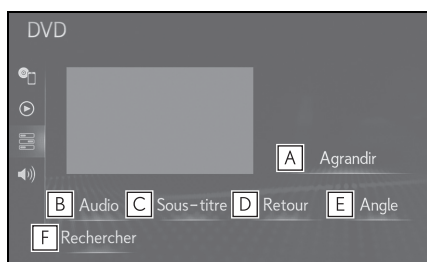 DVD
A Agrandir
B Audio C Sous-titre D Retour E Angle
F Rechercher